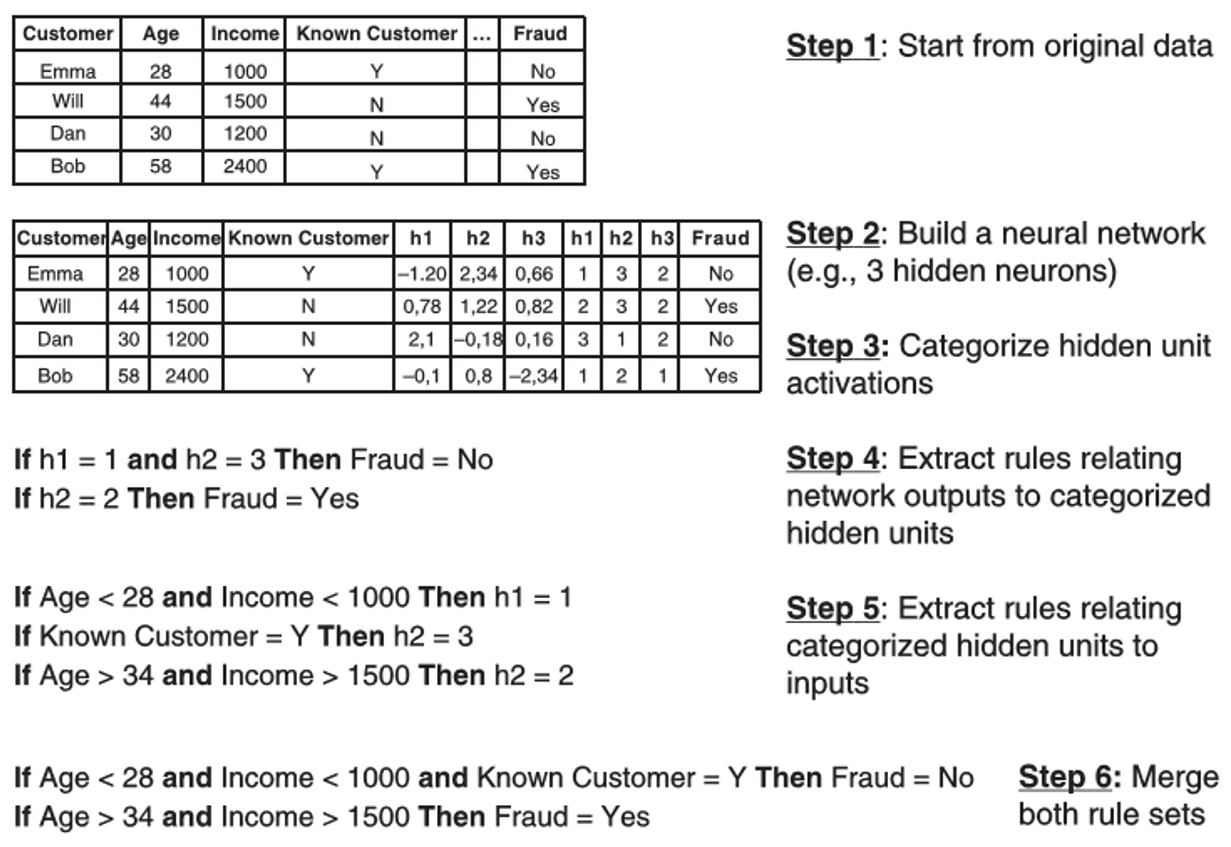 Customer Age Income Known Customer ... Fraud
Emma 28 1000 Y No
Will 44 1500 N Yes
Dan 30 1200 N No
Bob 58 2400 Y Yes
Step 1: Start from original data
Customer Age Income Known Customer h1 h2 h3 h1 h2 h3 Fraud
Emma 28 1000 Y –1.20 2,34 0,66 1 3 2 No
Will 44 1500 N 0,78 1,22 0,82 2 3 2 Yes
Dan 30 1200 N 2,1 –0,18 0,16 3 1 2 No
Bob 58 2400 Y –0,1 0,8 –2,34 1 2 1 Yes
Step 2: Build a neural network
(e.g., 3 hidden neurons)
Step 3: Categorize hidden unit
activations
If h1 = 1 and h2 = 3 Then Fraud = No
If h2 = 2 Then Fraud = Yes
Step 4: Extract rules relating
network outputs to categorized
hidden units
If Age < 28 and Income < 1000 Then h1 = 1
If Known Customer = Y Then h2 = 3
If Age > 34 and Income > 1500 Then h2 = 2
Step 5: Extract rules relating
categorized hidden units to
inputs
If Age < 28 and Income < 1000 and Known Customer = Y Then Fraud = No
If Age > 34 and Income > 1500 Then Fraud = Yes
Step 6: Merge
both rule sets